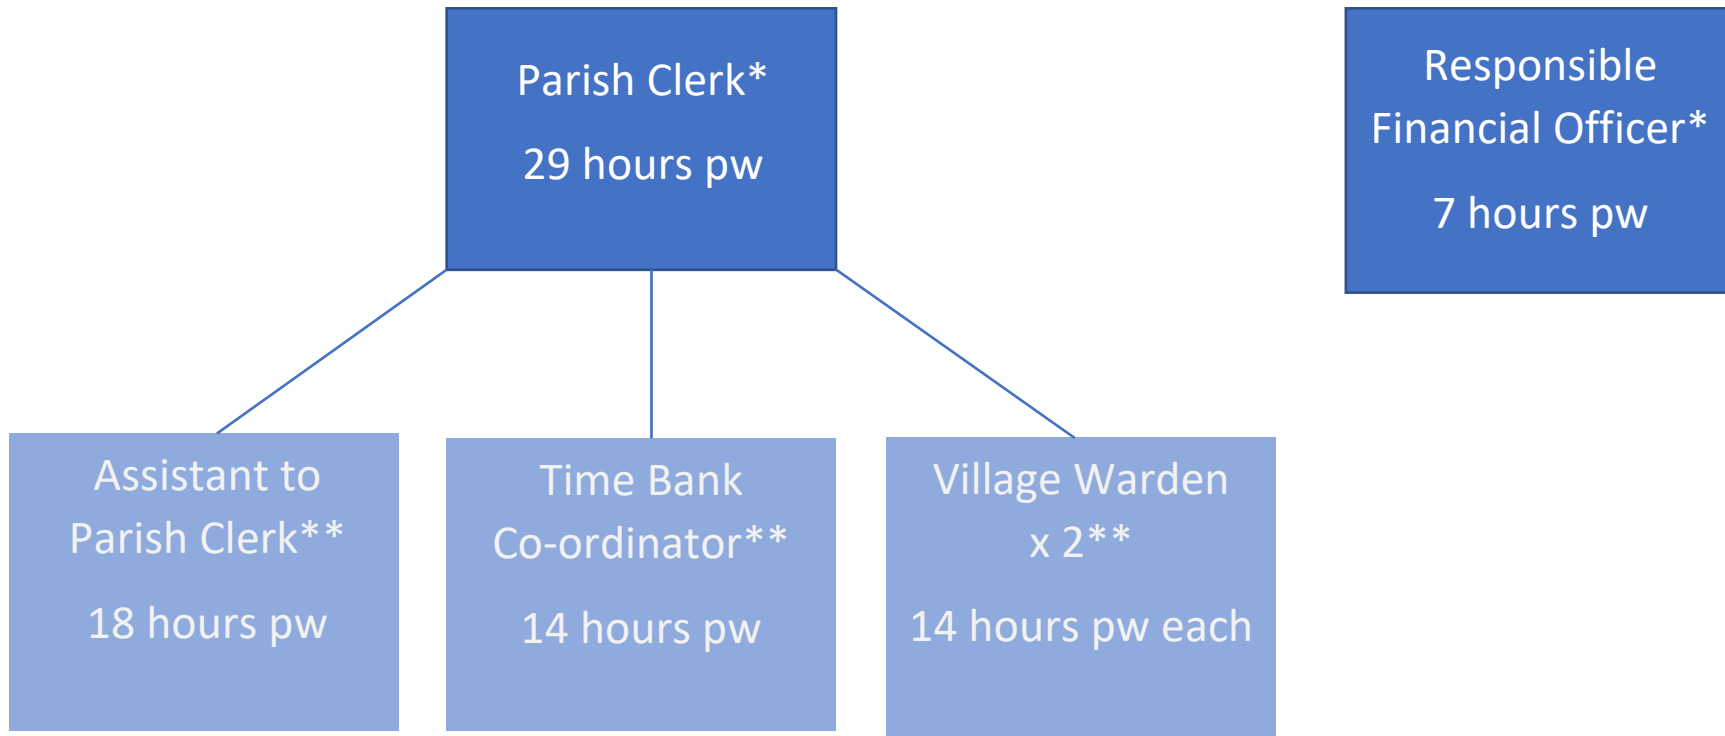 Parish Clerk*
29 hours pw
Responsible
Financial Officer*
7 hours pw
Assistant to
Parish Clerk**
18 hours pw
Time Bank
Co-ordinator**
14 hours pw
Village Warden
x 2**
14 hours pw each